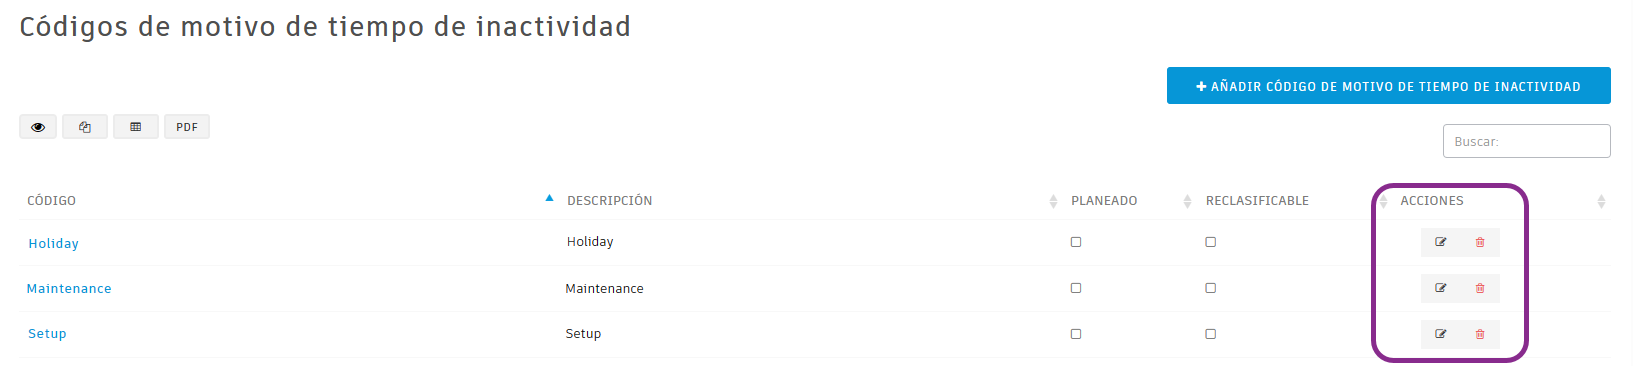 Códigos de motivo de tiempo de inactividad
AÑADIR CÓDIGO DE MOTIVO DE TIEMPO DE INACTIVIDAD
PDF
Buscar:
CÓDIGO DESCRIPCIÓN PLANEADO RECLASIFICABLE ACCIONES
Holiday Holiday
Maintenance Maintenance
Setup Setup